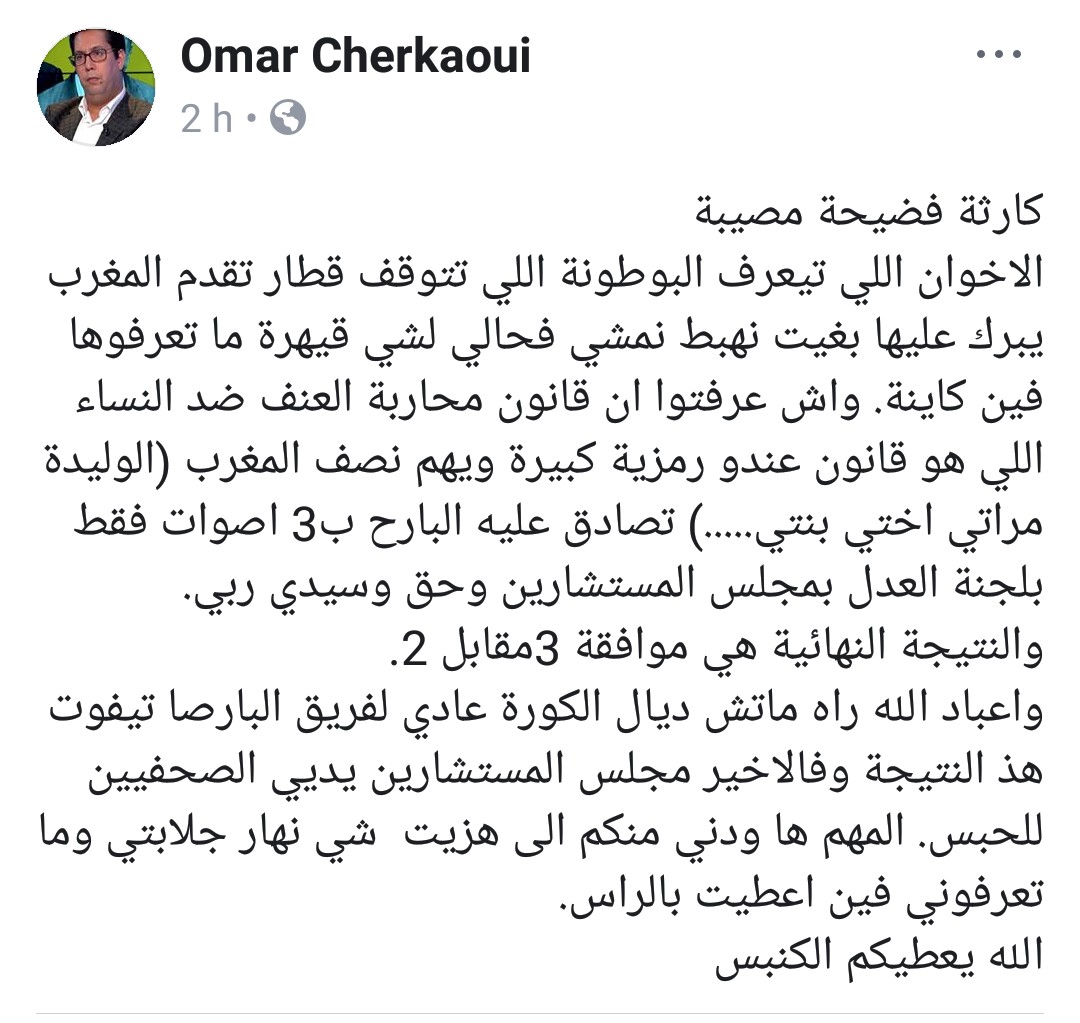 Omar Cherkaoui
2 h
كارثة فضيحة مصيبة
الاخوان اللي تيعرف البوطونة اللي تتوقف قطار تقدم المغرب
يبرك عليها بغيت نهبط نمشي فحالي لشي قيهرة ما تعرفوها
فين كاينة. واش عرفتوا ان قانون محاربة العنف ضد النساء
اللي هو قانون عندو رمزية كبيرة ويهم نصف المغرب (الوليدة
مراتي اختي بنتي.....) تصادق عليه البارح ب3 اصوات فقط
بلجنة العدل بمجلس المستشارين وحق وسيدي ربي.
والنتيجة النهائية هي موافقة 3مقابل 2.
واعباد الله راه ماتش ديال الكورة عادي لفريق البارصا تيفوت
هذ النتيجة وفالاخير مجلس المستشارين يديي الصحفيين
للحبس. المهم ها ودني منكم الى هزيت  شي نهار جلابتي وما
تعرفوني فين اعطيت بالراس.
الله يعطيكم الكنبس